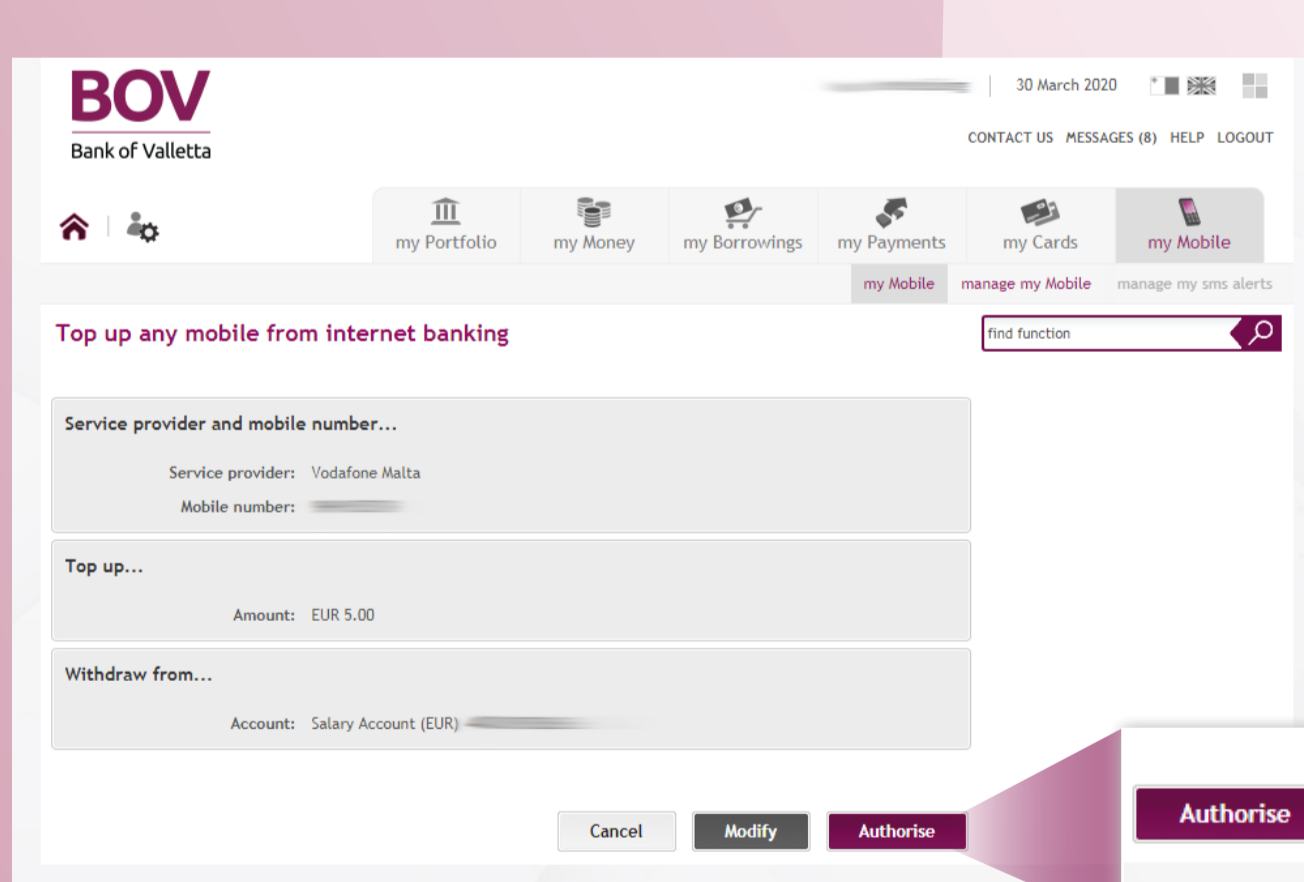 BOV
Bank of Valletta
30 March 2020
CONTACT US MESSAGES (8) HELP LOGOUT
my Portfolio my Money my Borrowings my Payments my Cards my Mobile
my Mobile manage my Mobile manage my sms alerts
Top up any mobile from internet banking
find function
Service provider and mobile number...
Service provider: Vodafone Malta
Mobile number:
Top up...
Amount: EUR 5.00
Withdraw from...
Account: Salary Account (EUR)
Cancel Modify Authorise
Authorise